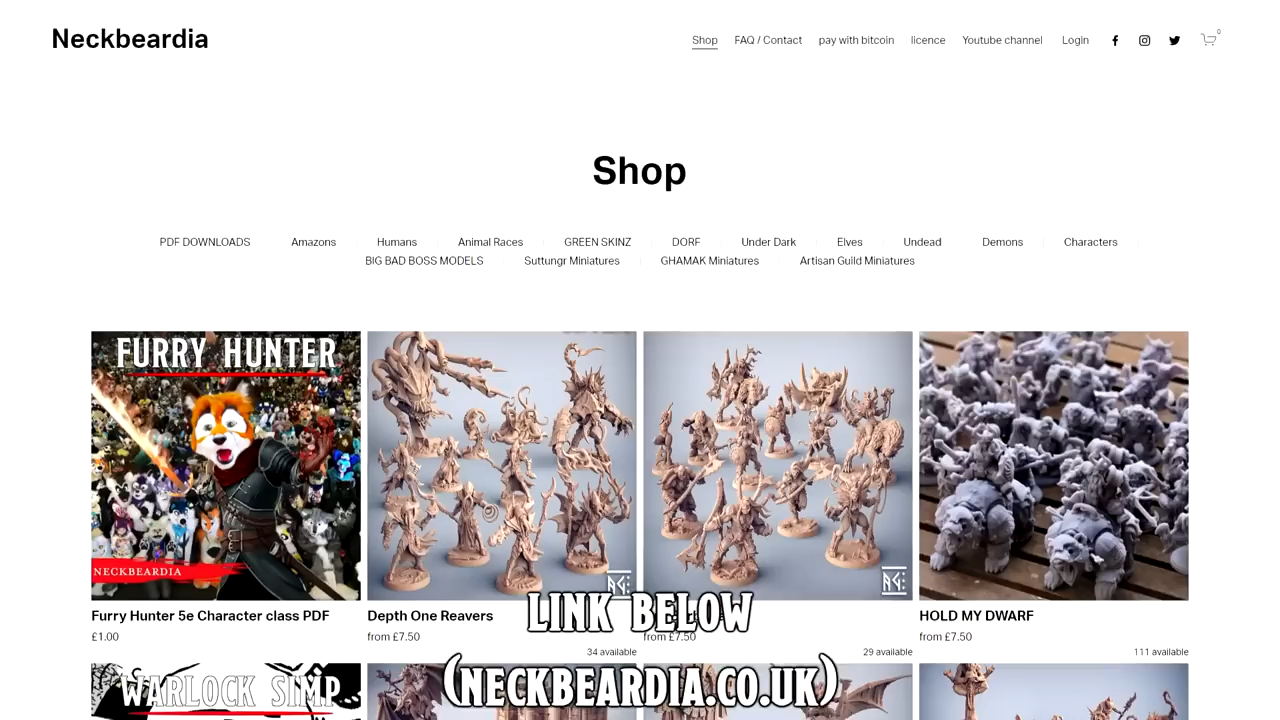 Neckbeardia
Shop FAQ / Contact pay with bitcoin licence Youtube channel Login 0
Shop
PDF DOWNLOADS Amazons Humans Animal Races GREEN SKINZ DORF Under Dark Elves Undead Demons Characters
BIG BAD BOSS MODELS Suttungr Miniatures GHAMAK Miniatures Artisan Guild Miniatures
FURRY HUNTER
NECKBEARDIA
Furry Hunter 5e Character class PDF
£1.00
Depth One Reavers
from £7.50
34 available
from £7.50
29 available
HOLD MY DWARF
from £7.50
111 available
LINK BELOW
(NECKBEARDIA.CO.UK)
WARLOCK SIMP